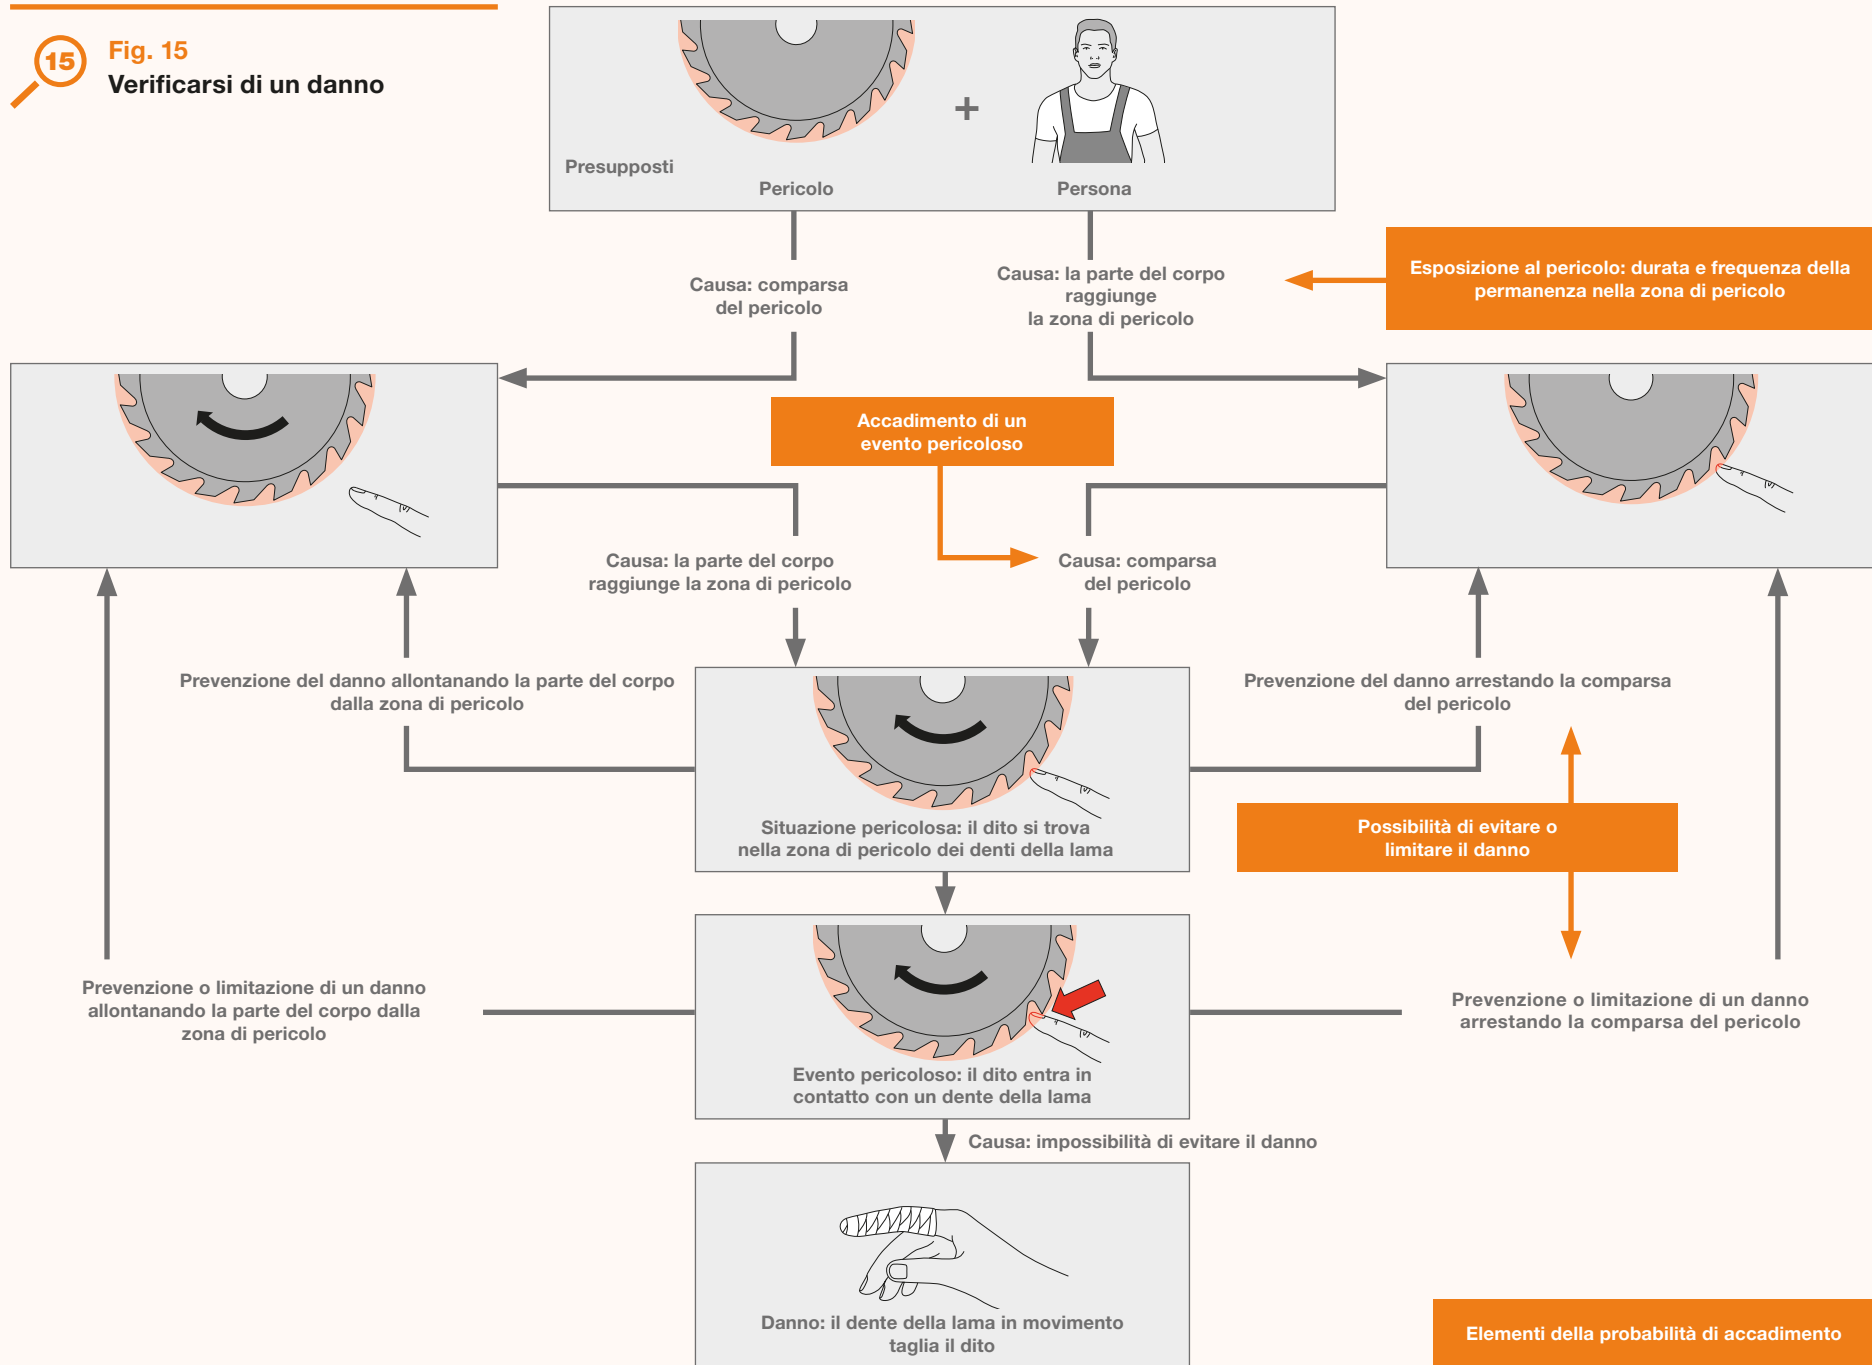 15
Fig. 15
Verificarsi di un danno
+
Presupposti
Pericolo
Persona
Causa: comparsa
del pericolo
Causa: la parte del corpo
raggiunge
la zona di pericolo
Esposizione al pericolo: durata e frequenza della
permanenza nella zona di pericolo
Accadimento di un
evento pericoloso
Causa: la parte del corpo
raggiunge la zona di pericolo
Causa: comparsa
del pericolo
Prevenzione del danno allontanando la parte del corpo
dalla zona di pericolo
Prevenzione del danno arrestando la comparsa
del pericolo
Situazione pericolosa: il dito si trova
nella zona di pericolo dei denti della lama
Possibilità di evitare o
limitare il danno
Prevenzione o limitazione di un danno
allontanando la parte del corpo dalla
zona di pericolo
Evento pericoloso: il dito entra in
contatto con un dente della lama
Prevenzione o limitazione di un danno
arrestando la comparsa del pericolo
Causa: impossibilità di evitare il danno
Danno: il dente della lama in movimento
taglia il dito
Elementi della probabilità di accadimento